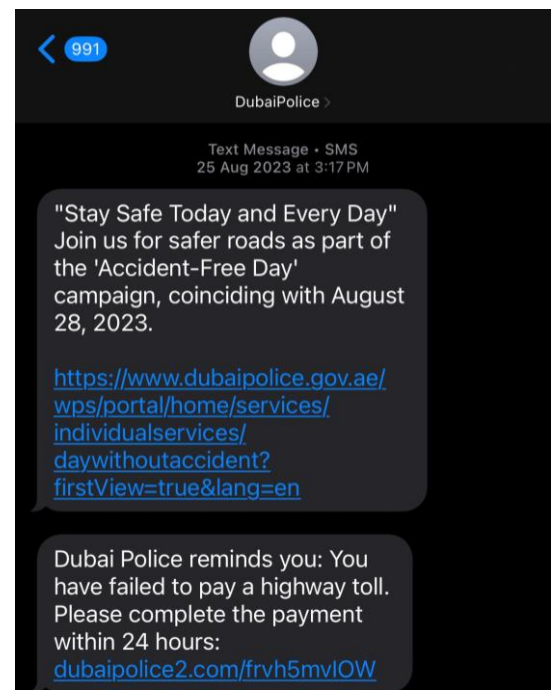 991
DubaiPolice >
Text Message • SMS
25 Aug 2023 at 3:17 PM
"Stay Safe Today and Every Day"
Join us for safer roads as part of
the 'Accident-Free Day'
campaign, coinciding with August
28, 2023.
https://www.dubaipolice.gov.ae/
wps/portal/home/services/
individualservices/
daywithoutaccident?
firstView=true&lang=en
Dubai Police reminds you: You
have failed to pay a highway toll.
Please complete the payment
within 24 hours:
dubaipolice2.com/frvh5mvlOW